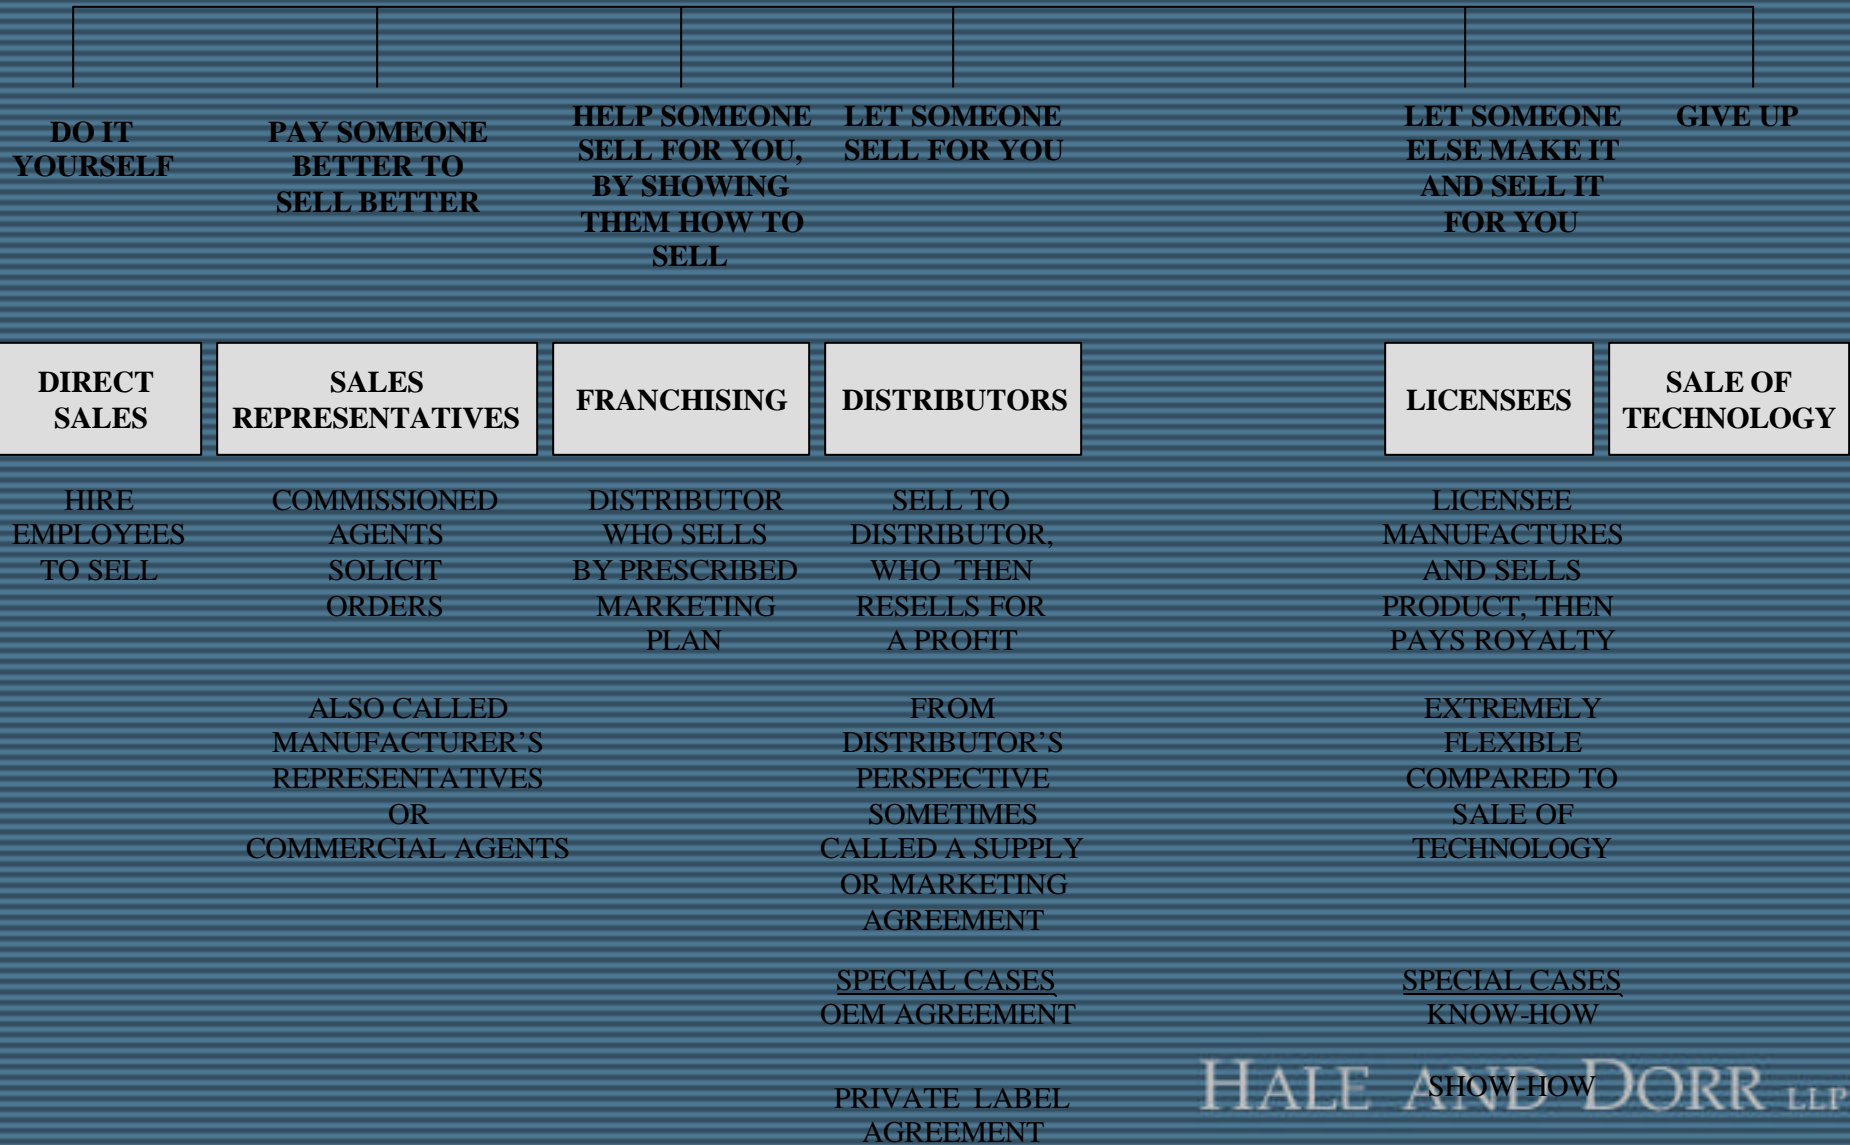 DO IT
YOURSELF
PAY SOMEONE
BETTER TO
SELL BETTER
HELP SOMEONE
SELL FOR YOU,
BY SHOWING
THEM HOW TO
SELL
LET SOMEONE
SELL FOR YOU
LET SOMEONE
ELSE MAKE IT
AND SELL IT
FOR YOU
GIVE UP
DIRECT
SALES
SALES
REPRESENTATIVES
FRANCHISING
DISTRIBUTORS
LICENSEES
SALE OF
TECHNOLOGY
HIRE
EMPLOYEES
TO SELL
COMMISSIONED
AGENTS
SOLICIT
ORDERS
ALSO CALLED
MANUFACTURER’S
REPRESENTATIVES
OR
COMMERCIAL AGENTS
DISTRIBUTOR
WHO SELLS
BY PRESCRIBED
MARKETING
PLAN
SELL TO
DISTRIBUTOR,
WHO THEN
RESELLS FOR
A PROFIT
FROM
DISTRIBUTOR’S
PERSPECTIVE
SOMETIMES
CALLED A SUPPLY
OR MARKETING
AGREEMENT
SPECIAL CASES
OEM AGREEMENT
PRIVATE LABEL
AGREEMENT
LICENSEE
MANUFACTURES
AND SELLS
PRODUCT, THEN
PAYS ROYALTY
EXTREMELY
FLEXIBLE
COMPARED TO
SALE OF
TECHNOLOGY
SPECIAL CASES
KNOW-HOW
SHOW-HOW
HALE AND DORR LLP